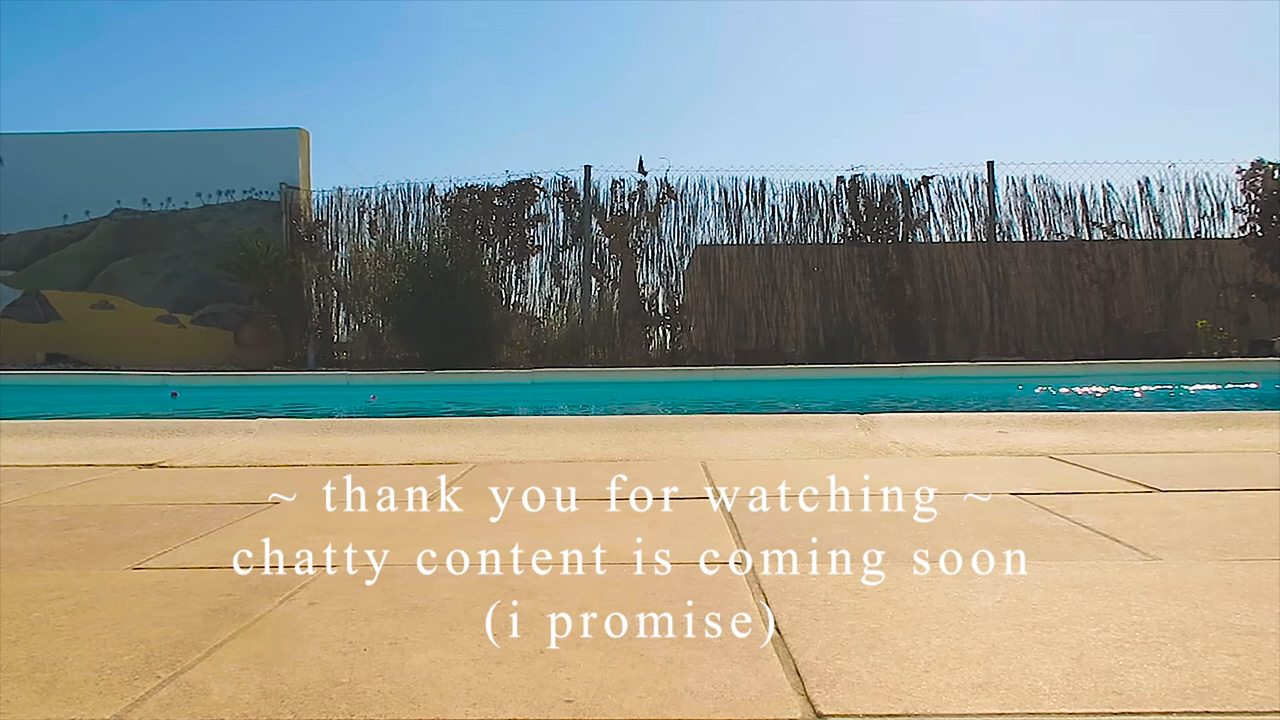 ~ thank you for watching ~
chatty content is coming soon
(i promise)